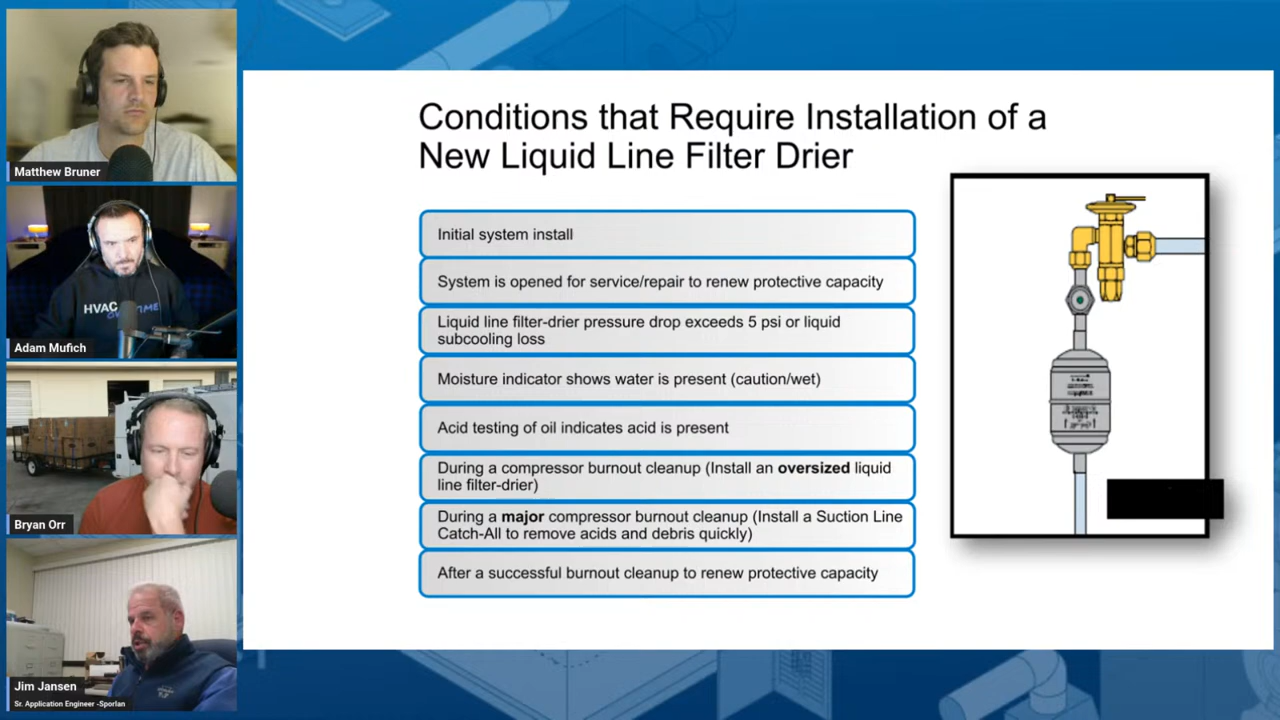 Matthew Bruner
HVAC
Adam Mufich
Bryan Orr
Jim Jansen
Sr. Application Engineer -Sporlan
Conditions that Require Installation of a
New Liquid Line Filter Drier
Initial system install
System is opened for service/repair to renew protective capacity
Liquid line filter-drier pressure drop exceeds 5 psi or liquid
subcooling loss
Moisture indicator shows water is present (caution/wet)
Acid testing of oil indicates acid is present
During a compressor burnout cleanup (Install an oversized liquid
line filter-drier)
During a major compressor burnout cleanup (Install a Suction Line
Catch-All to remove acids and debris quickly)
After a successful burnout cleanup to renew protective capacity